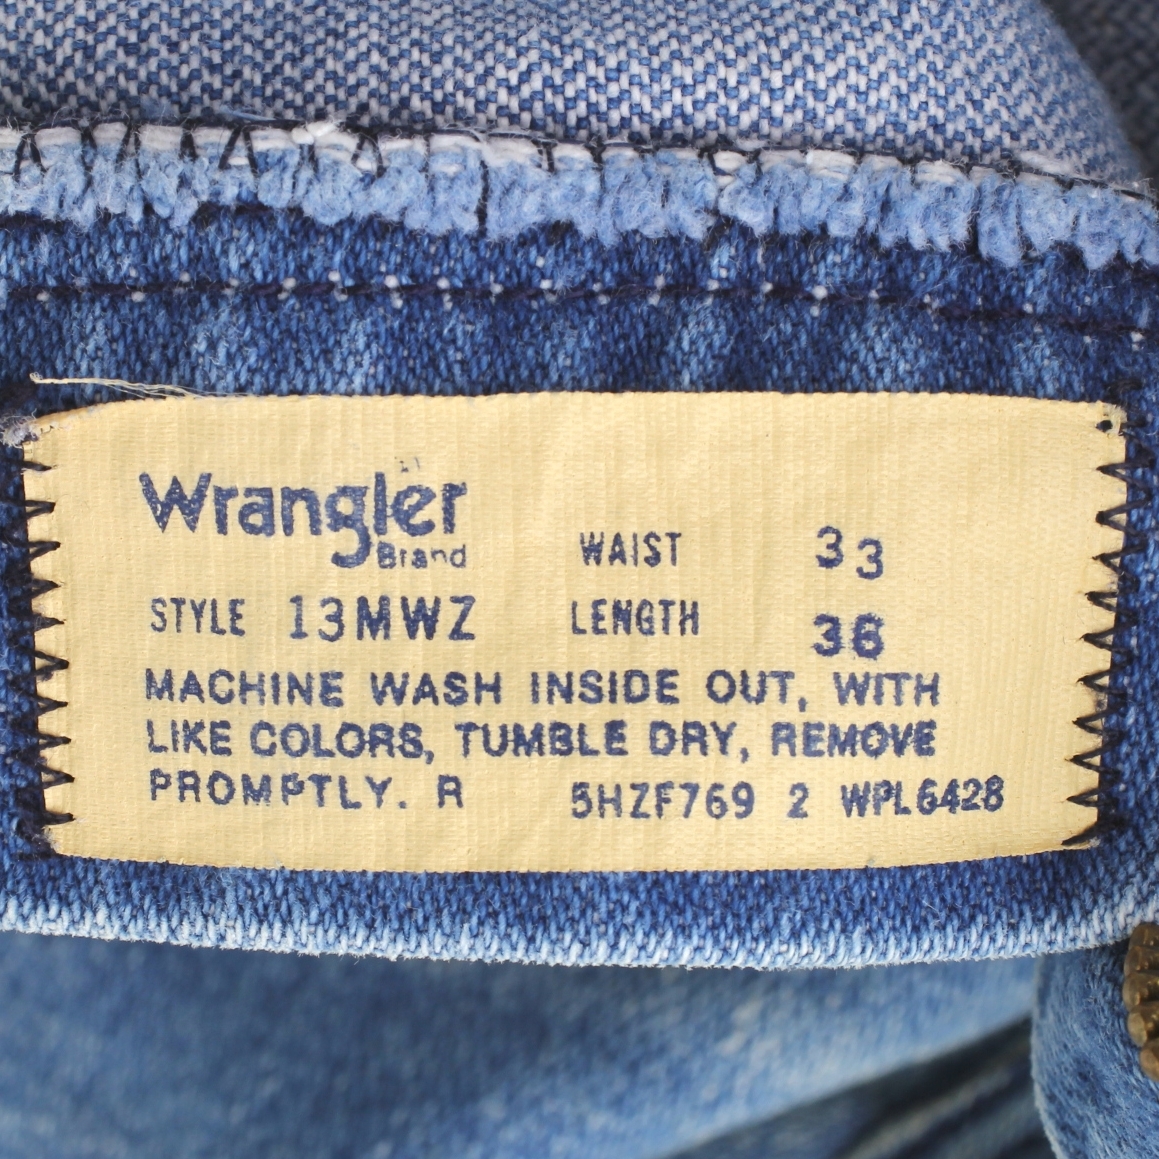 Wrangler
Brand
WAIST 33
STYLE 13MWZ LENGTH 36
MACHINE WASH INSIDE OUT, WITH
LIKE COLORS, TUMBLE DRY, REMOVE
PROMPTLY. R 5HZF769 2 WPL6428